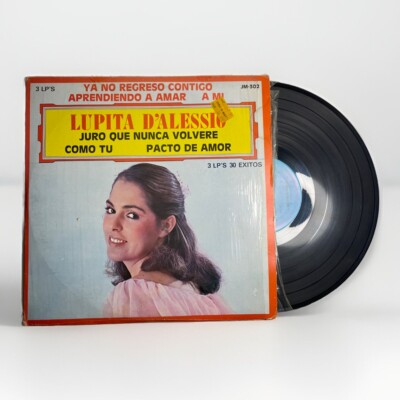 3 LP'S YA NO REGRESO CONTIGO JM-302
APRENDIENDO A AMAR A MI
LUPITA D'ALESSIO
JURO QUE NUNCA VOLVERE
COMO TU PACTO DE AMOR
3 LP'S 30 EXITOS